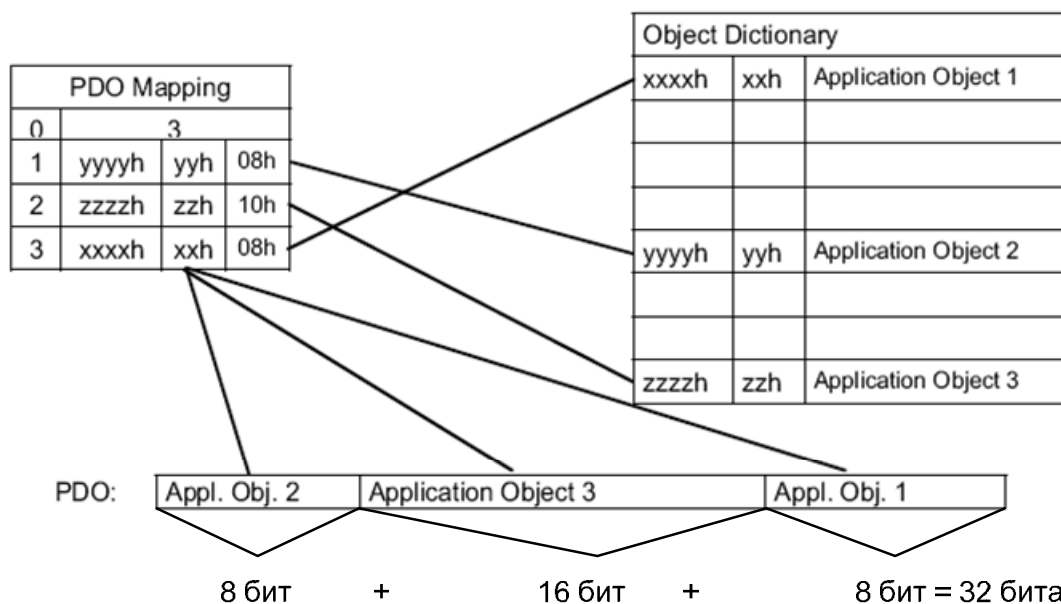 Object Dictionary
xxxxh xxh Application Object 1
yyyyh yyh Application Object 2
zzzzh zzh Application Object 3
PDO Mapping
0 3
1 yyyyh yyh 08h
2 zzzzh zzh 10h
3 xxxxh xxh 08h
PDO: Appl. Obj. 2 Application Object 3 Appl. Obj. 1
8 бит + 16 бит + 8 бит = 32 бита